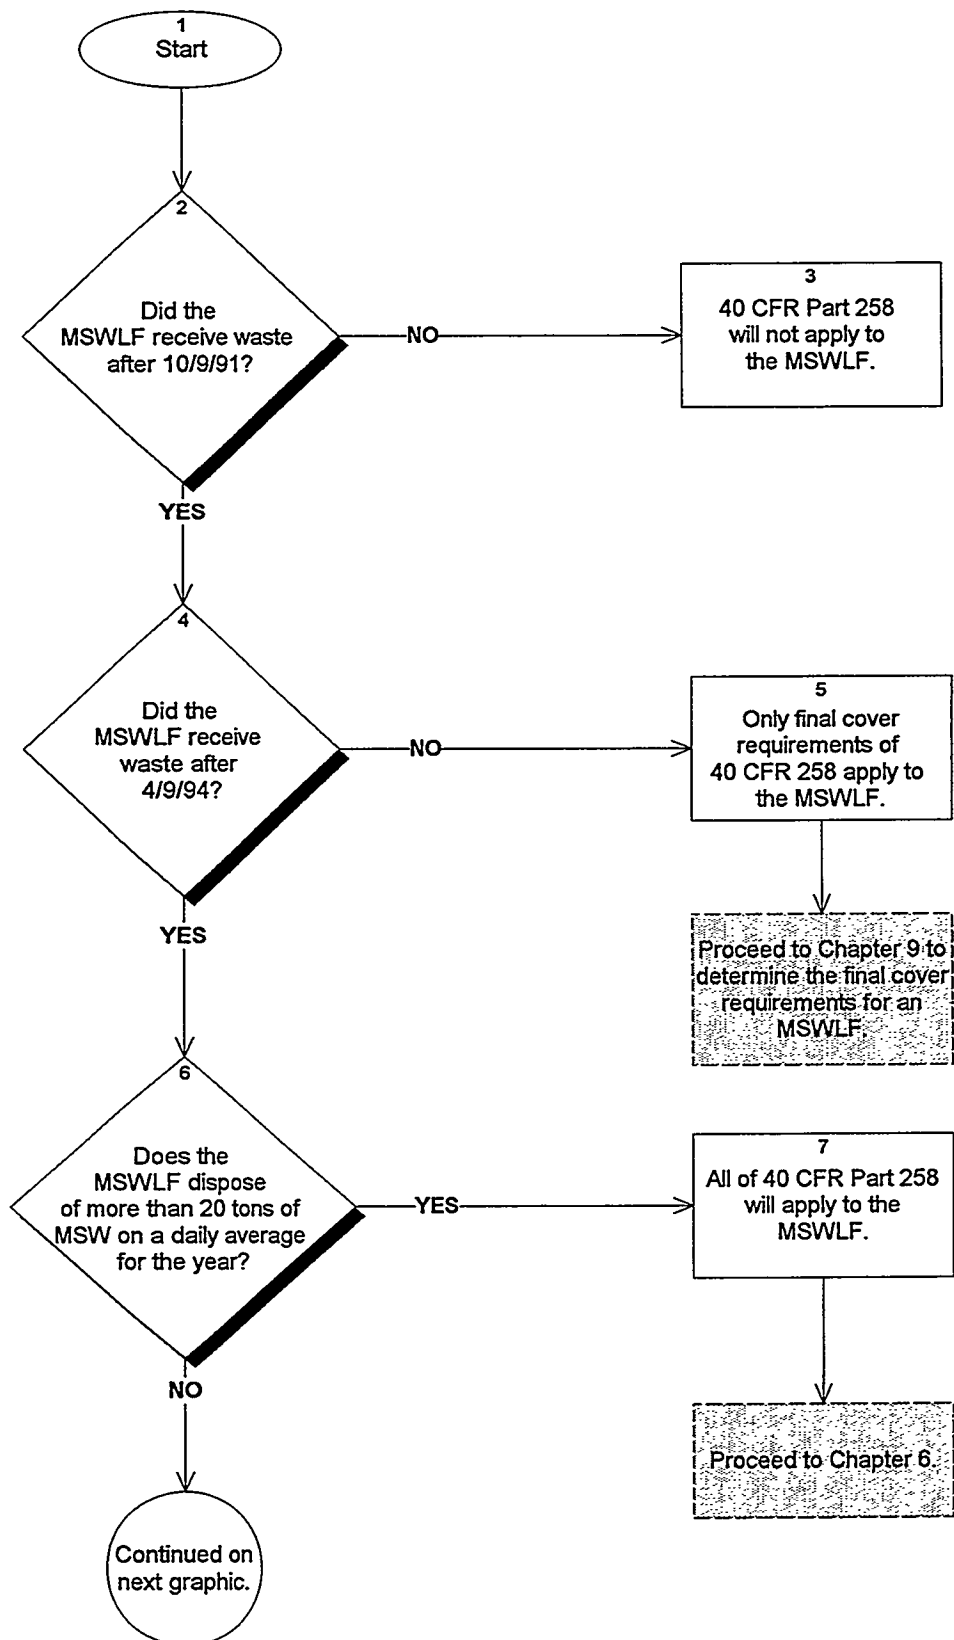 1
Start
2
Did the
MSWLF receive waste
after 10/9/91?
NO
3
40 CFR Part 258
will not apply to
the MSWLF.
YES
4
Did the
MSWLF receive
waste after
4/9/94?
NO
5
Only final cover
requirements of
40 CFR 258 apply to
the MSWLF.
Proceed to Chapter 9 to
determine the final cover
requirements for an
MSWLF.
YES
6
Does the
MSWLF dispose
of more than 20 tons of
MSW on a daily average
for the year?
YES
7
All of 40 CFR Part 258
will apply to the
MSWLF.
Proceed to Chapter 6.
NO
Continued on
next graphic.